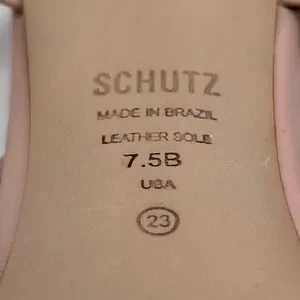 SCHUTZ
MADE IN BRAZIL
LEATHER SOLE
7.5B
USA
23